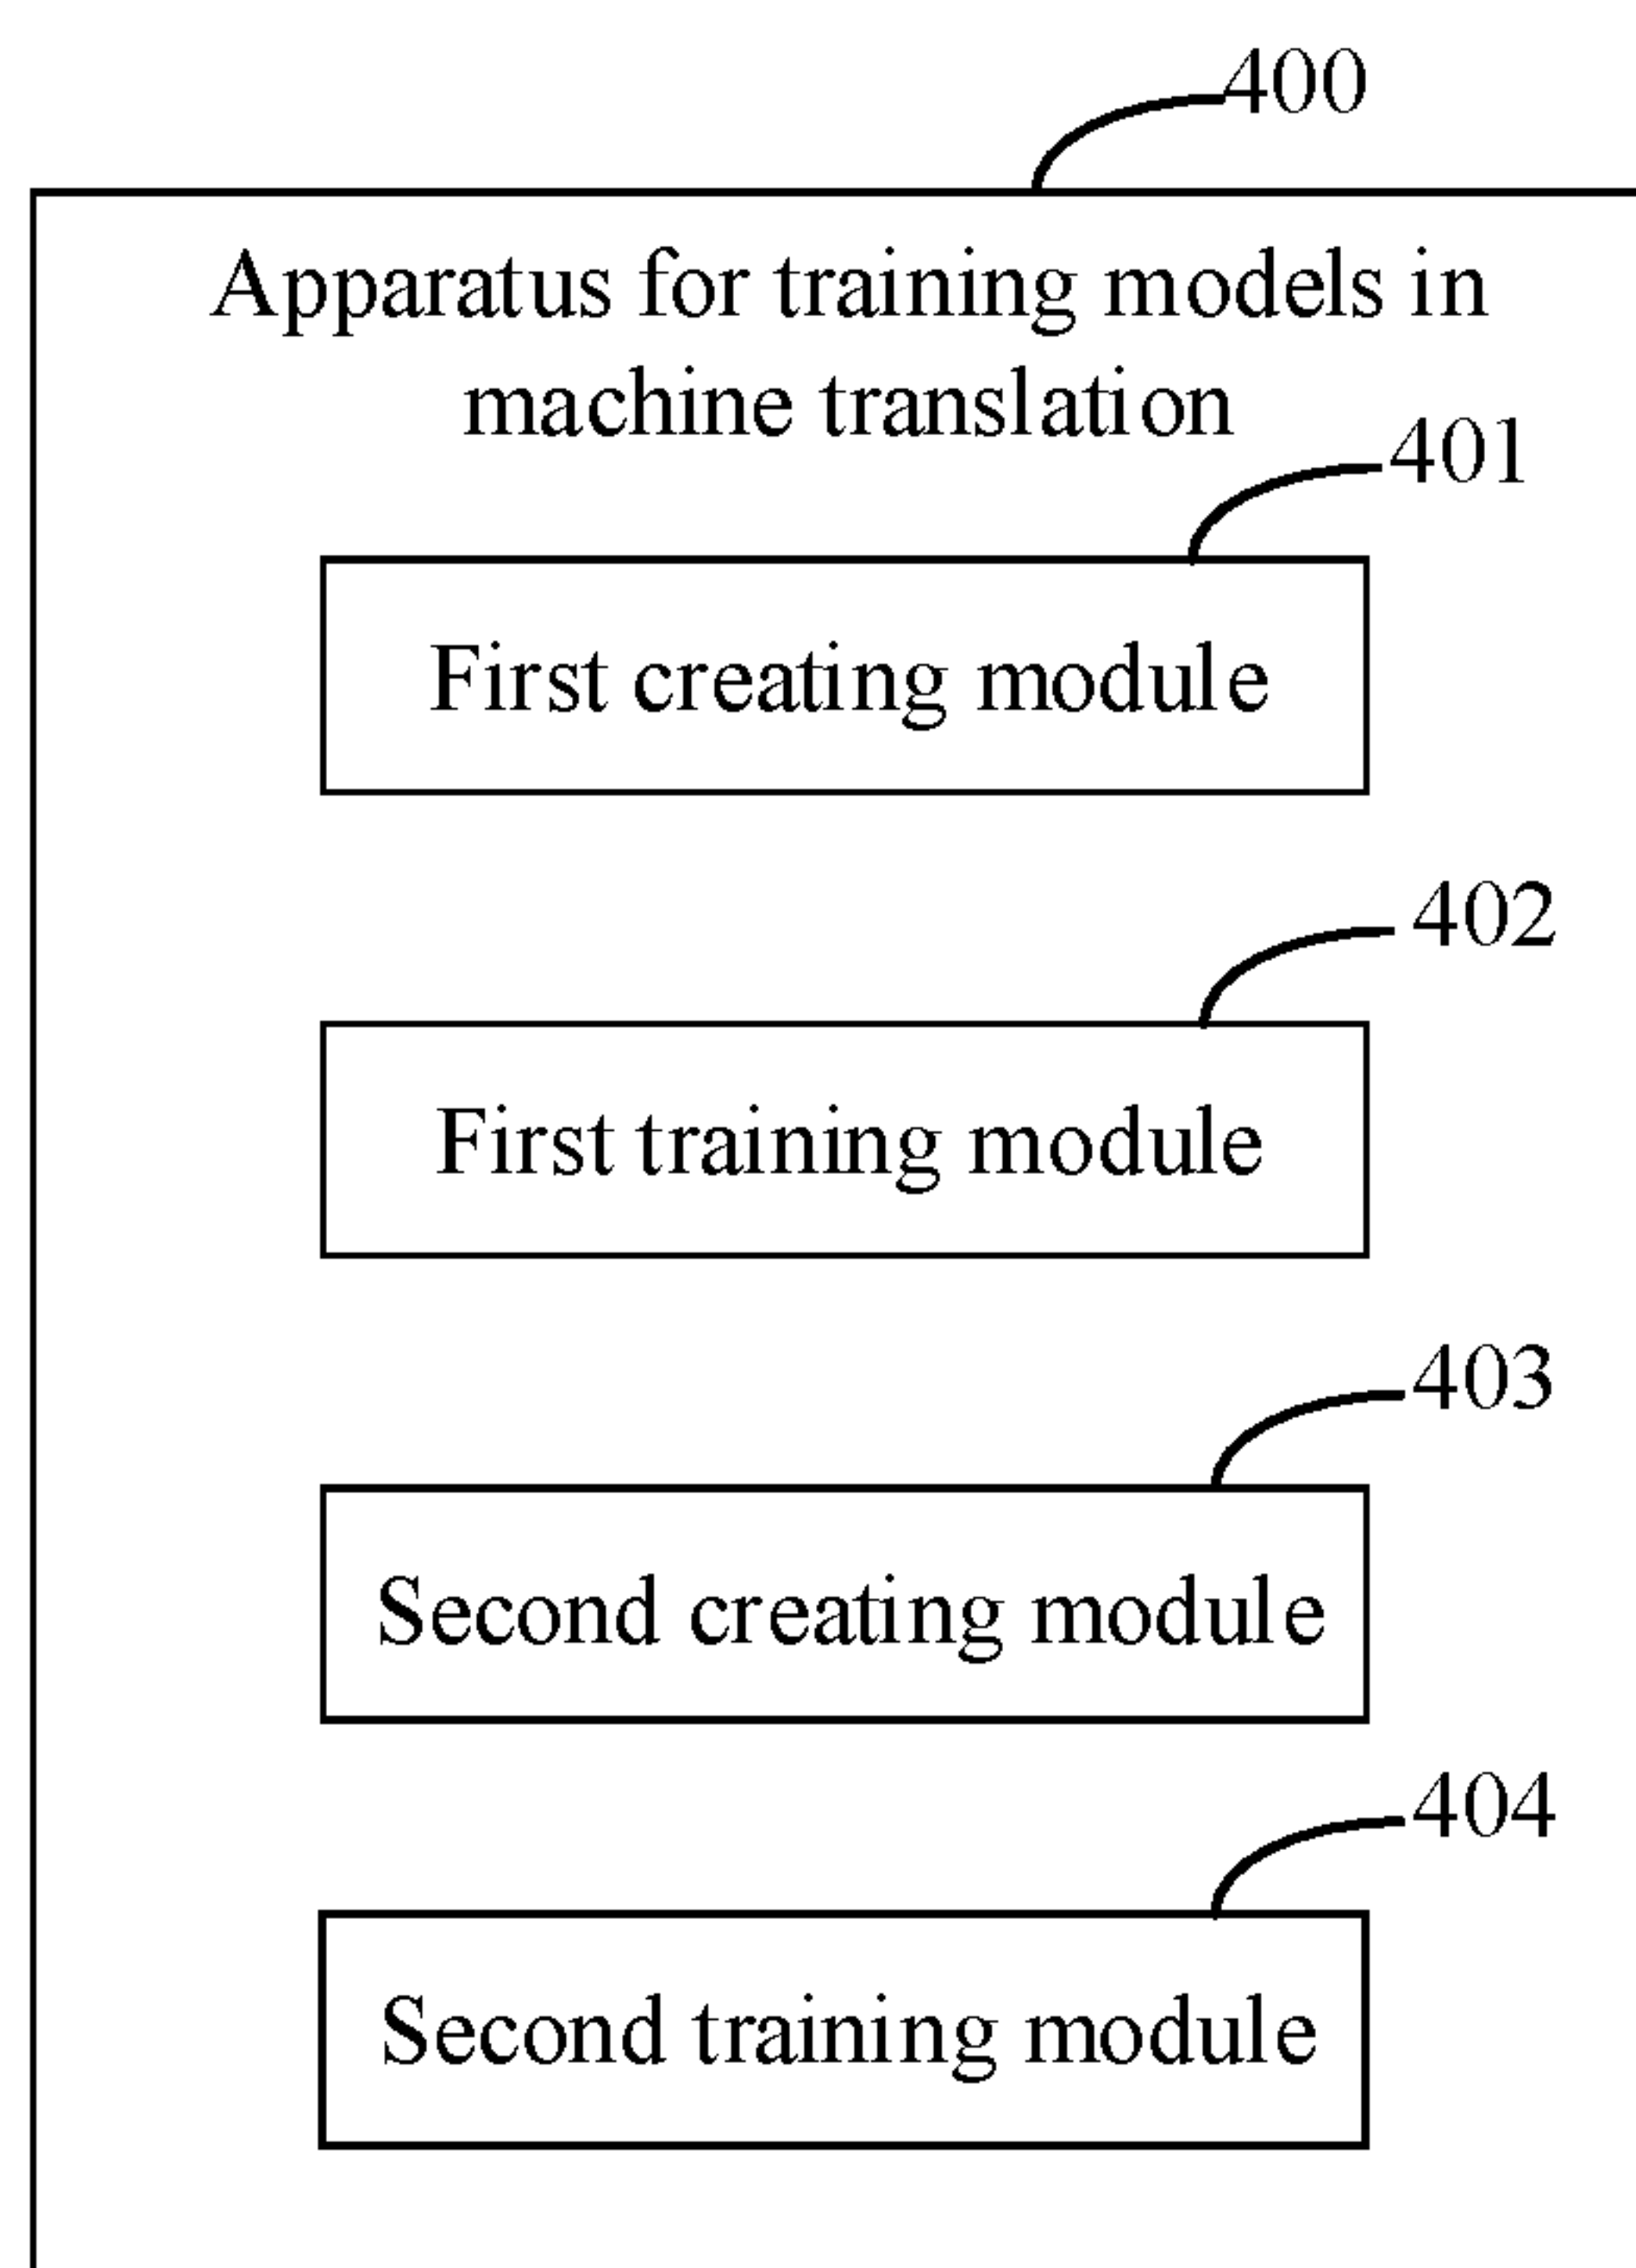 400
Apparatus for training models in
machine translation
401
First creating module
402
First training module
403
Second creating module
404
Second training module